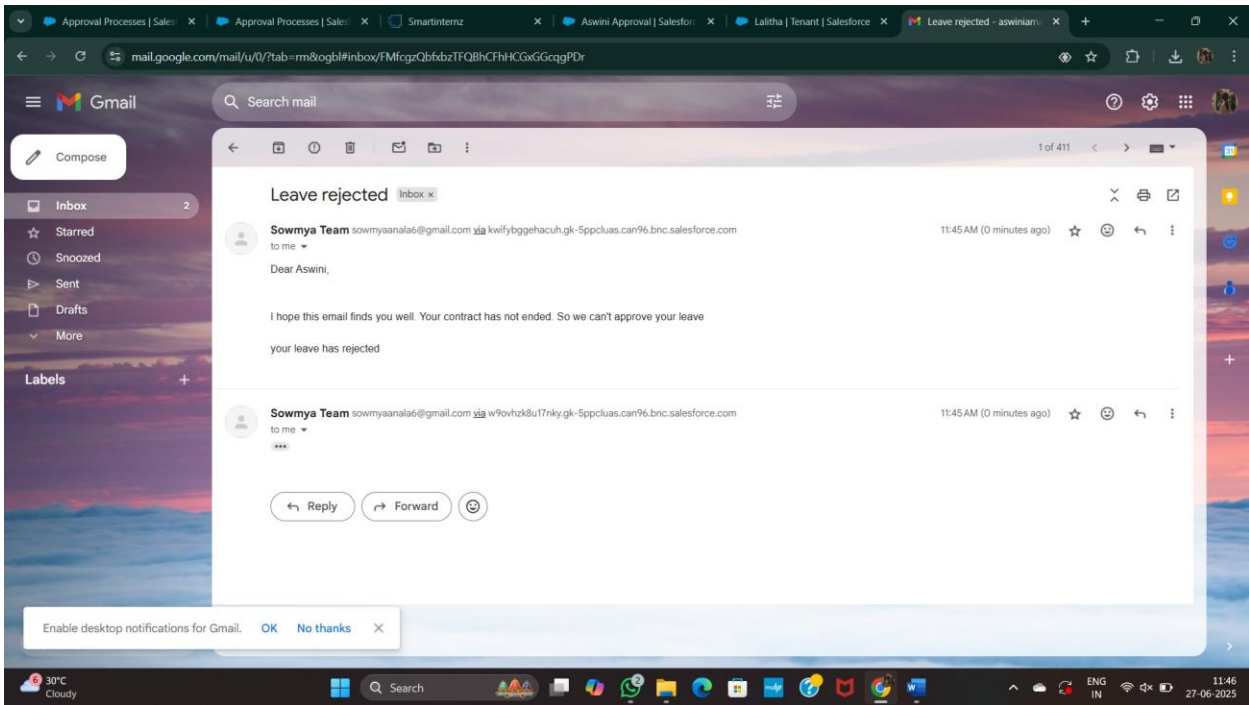 Approval Processes | Sales
Approval Processes | Sales
Smartinternz
Aswini Approval | Salesforc
Lalitha | Tenant | Salesforce
Leave rejected - aswiniam
mail.google.com/mail/u/0/?tab=rm&ogbl#inbox/FMfcgzQbfxbzTFQBhCFhHCGxGGcqgPDr
Gmail
Search mail
Compose
1 of 411
31
Inbox 2
Starred
Snoozed
Sent
Drafts
More
Labels
Leave rejected Inbox ×
Sowmya Team sowmyaanala6@gmail.com via kwifybggehacuh.gk-5ppcluas.can96.bnc.salesforce.com 11:45 AM (0 minutes ago)
to me
Dear Aswini,
I hope this email finds you well. Your contract has not ended. So we can't approve your leave
your leave has rejected
Sowmya Team sowmyaanala6@gmail.com via w9ovhzk8u17nky.gk-5ppcluas.can96.bnc.salesforce.com 11:45 AM (0 minutes ago)
to me
Reply Forward
Enable desktop notifications for Gmail. OK No thanks
6 30°C
Cloudy
Search
ENG
IN
11:46
27-06-2025